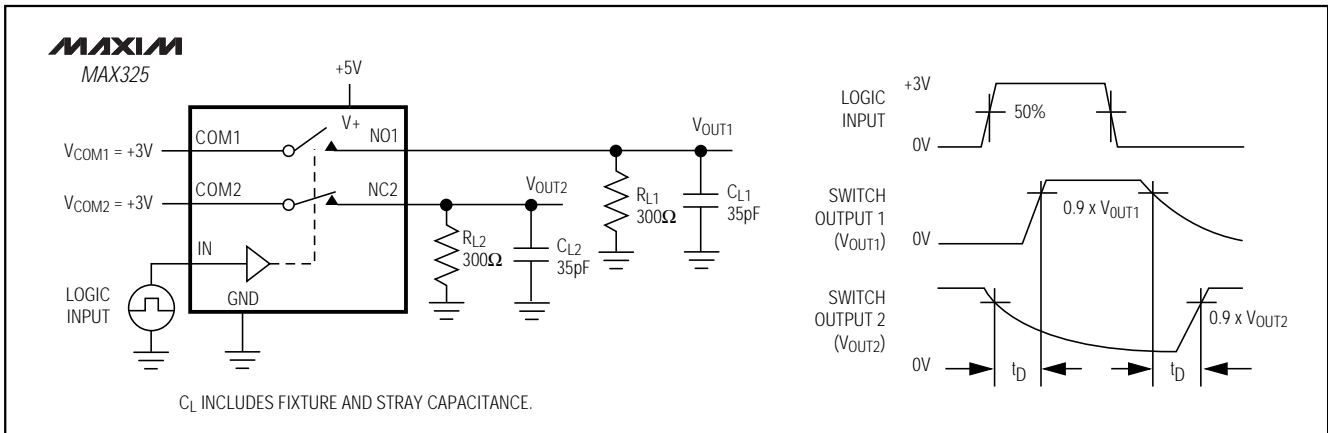 MAXIM
MAX325
+5V
V+
COM1
NO1
VCOM1 = +3V
VOUT1
COM2
NC2
VCOM2 = +3V
VOUT2
RL1
300Ω
CL1
35pF
IN
RL2
300Ω
CL2
35pF
LOGIC
INPUT
GND
CL INCLUDES FIXTURE AND STRAY CAPACITANCE.
LOGIC
INPUT
+3V
50%
0V
SWITCH
OUTPUT 1
(VOUT1)
0.9 x VOUT1
0V
SWITCH
OUTPUT 2
(VOUT2)
0.9 x VOUT2
0V
tD
tD